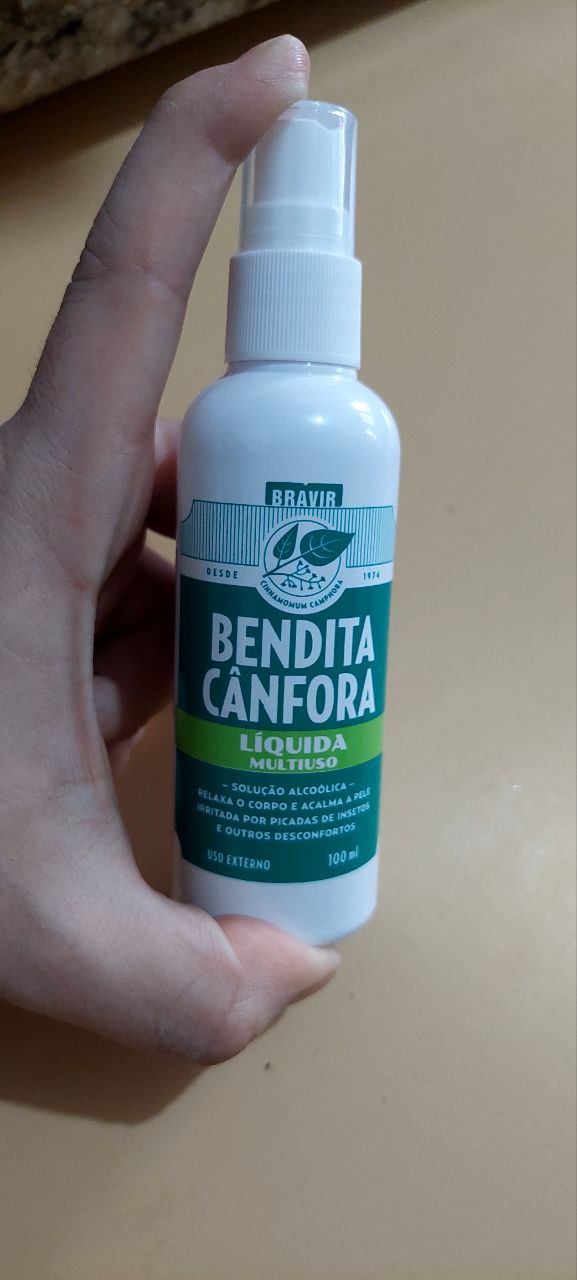 BRAVIR
DESDE 1974
CINNAMOMUM CAMPHORA
BENDITA
CÂNFORA
LÍQUIDA
MULTIUSO
– SOLUÇÃO ALCOÓLICA –
RELAXA O CORPO E ACALMA A PELE
IRRITADA POR PICADAS DE INSETOS
E OUTROS DESCONFORTOS
USO EXTERNO 100 ml